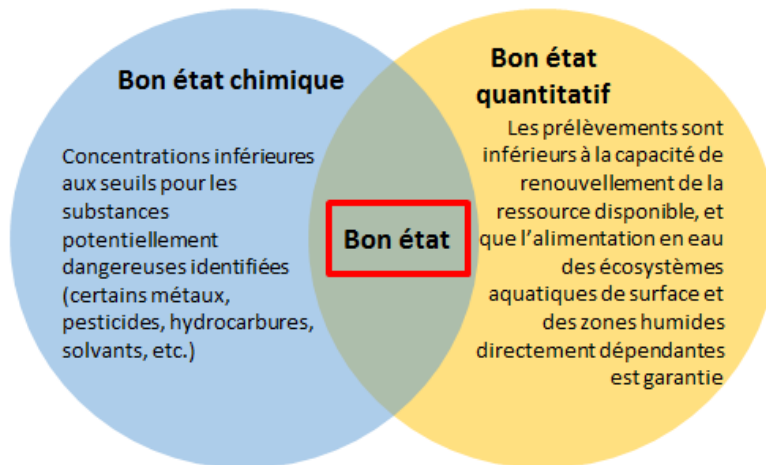 Bon état chimique
Concentrations inférieures
aux seuils pour les
substances
potentiellement
dangereuses identifiées
(certains métaux,
pesticides, hydrocarbures,
solvants, etc.)
Bon état
Bon état
quantitatif
Les prélèvements sont
inférieurs à la capacité de
renouvellement de la
ressource disponible, et
que l'alimentation en eau
des écosystèmes
aquatiques de surface et
des zones humides
directement dépendantes
est garantie